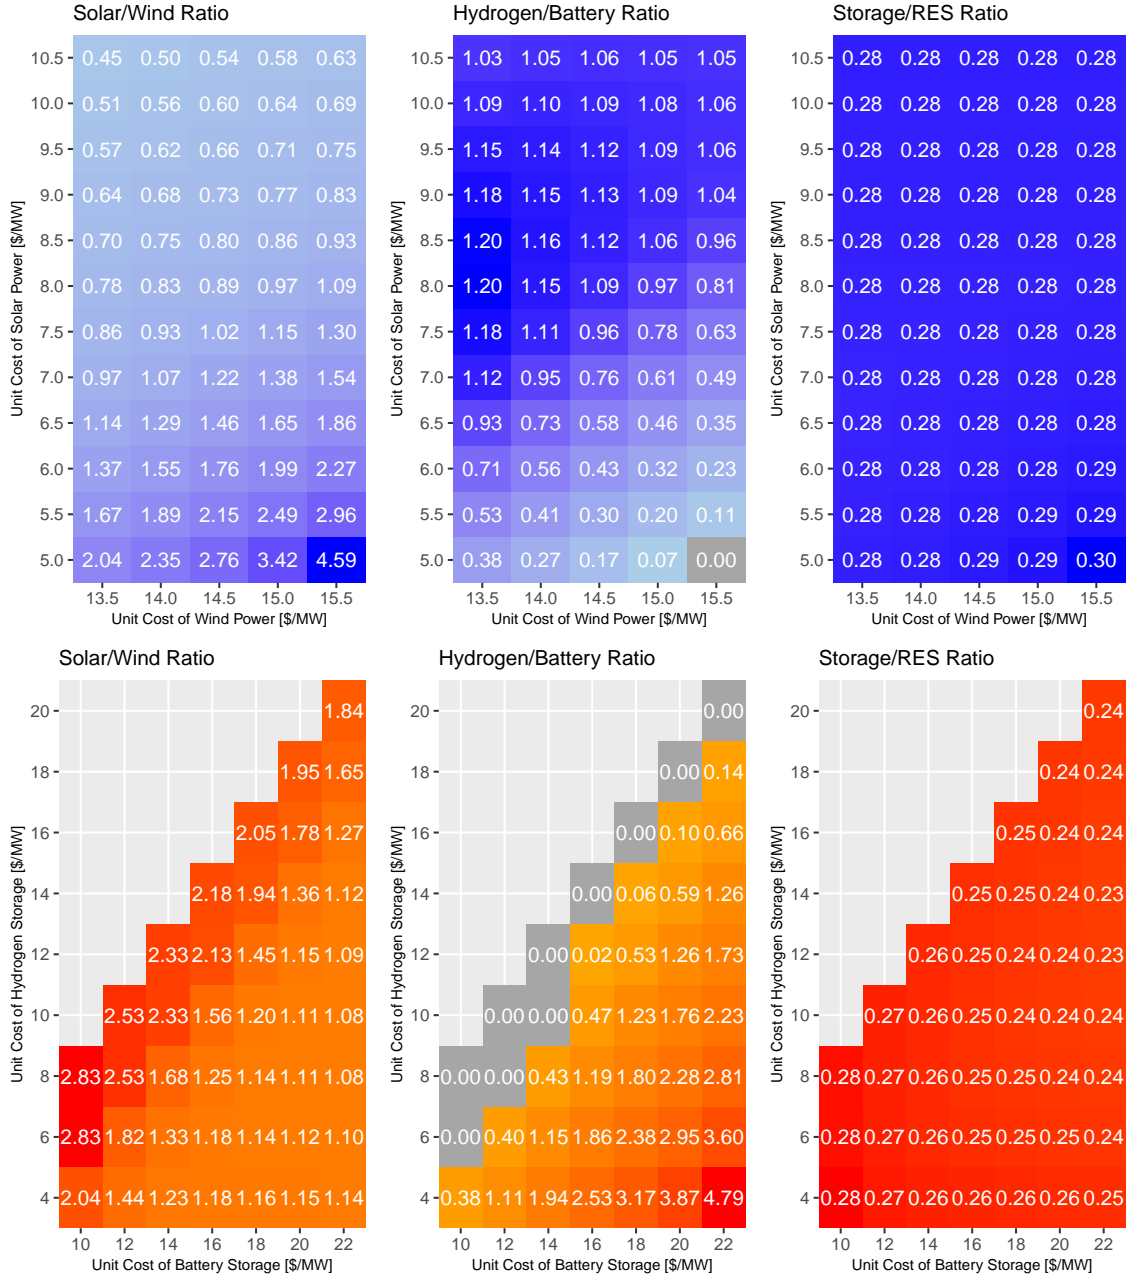 Solar/Wind Ratio
Unit Cost of Solar Power [$/MW]
10.5 0.45 0.50 0.54 0.58 0.63
10.0 0.51 0.56 0.60 0.64 0.69
9.5 0.57 0.62 0.66 0.71 0.75
9.0 0.64 0.68 0.73 0.77 0.83
8.5 0.70 0.75 0.80 0.86 0.93
8.0 0.78 0.83 0.89 0.97 1.09
7.5 0.86 0.93 1.02 1.15 1.30
7.0 0.97 1.07 1.22 1.38 1.54
6.5 1.14 1.29 1.46 1.65 1.86
6.0 1.37 1.55 1.76 1.99 2.27
5.5 1.67 1.89 2.15 2.49 2.96
5.0 2.04 2.35 2.76 3.42 4.59
13.5 14.0 14.5 15.0 15.5
Unit Cost of Wind Power [$/MW]
Hydrogen/Battery Ratio
Unit Cost of Solar Power [$/MW]
10.5 1.03 1.05 1.06 1.05 1.05
10.0 1.09 1.10 1.09 1.08 1.06
9.5 1.15 1.14 1.12 1.09 1.06
9.0 1.18 1.15 1.13 1.09 1.04
8.5 1.20 1.16 1.12 1.06 0.96
8.0 1.20 1.15 1.09 0.97 0.81
7.5 1.18 1.11 0.96 0.78 0.63
7.0 1.12 0.95 0.76 0.61 0.49
6.5 0.93 0.73 0.58 0.46 0.35
6.0 0.71 0.56 0.43 0.32 0.23
5.5 0.53 0.41 0.30 0.20 0.11
5.0 0.38 0.27 0.17 0.07 0.00
13.5 14.0 14.5 15.0 15.5
Unit Cost of Wind Power [$/MW]
Storage/RES Ratio
Unit Cost of Solar Power [$/MW]
10.5 0.28 0.28 0.28 0.28 0.28
10.0 0.28 0.28 0.28 0.28 0.28
9.5 0.28 0.28 0.28 0.28 0.28
9.0 0.28 0.28 0.28 0.28 0.28
8.5 0.28 0.28 0.28 0.28 0.28
8.0 0.28 0.28 0.28 0.28 0.28
7.5 0.28 0.28 0.28 0.28 0.28
7.0 0.28 0.28 0.28 0.28 0.28
6.5 0.28 0.28 0.28 0.28 0.28
6.0 0.28 0.28 0.28 0.28 0.29
5.5 0.28 0.28 0.28 0.29 0.29
5.0 0.28 0.28 0.29 0.29 0.30
13.5 14.0 14.5 15.0 15.5
Unit Cost of Wind Power [$/MW]
Solar/Wind Ratio
Unit Cost of Hydrogen Storage [$/MW]
20 1.84
18 1.95 1.65
16 2.05 1.78 1.27
14 2.18 1.94 1.36 1.12
12 2.33 2.13 1.45 1.15 1.09
10 2.53 2.33 1.56 1.20 1.11 1.08
8 2.83 2.53 1.68 1.25 1.14 1.11 1.08
6 2.83 1.82 1.33 1.18 1.14 1.12 1.10
4 2.04 1.44 1.23 1.18 1.16 1.15 1.14
10 12 14 16 18 20 22
Unit Cost of Battery Storage [$/MW]
Hydrogen/Battery Ratio
Unit Cost of Hydrogen Storage [$/MW]
20 0.00
18 0.00 0.14
16 0.00 0.10 0.66
14 0.00 0.06 0.59 1.26
12 0.00 0.02 0.53 1.26 1.73
10 0.00 0.00 0.47 1.23 1.76 2.23
8 0.00 0.00 0.43 1.19 1.80 2.28 2.81
6 0.00 0.40 1.15 1.86 2.38 2.95 3.60
4 0.38 1.11 1.94 2.53 3.17 3.87 4.79
10 12 14 16 18 20 22
Unit Cost of Battery Storage [$/MW]
Storage/RES Ratio
Unit Cost of Hydrogen Storage [$/MW]
20 0.24
18 0.24 0.24
16 0.25 0.24 0.24
14 0.25 0.25 0.24 0.23
12 0.26 0.25 0.24 0.24 0.23
10 0.27 0.26 0.25 0.24 0.24 0.24
8 0.28 0.27 0.26 0.25 0.25 0.24 0.24
6 0.28 0.27 0.26 0.25 0.25 0.25 0.24
4 0.28 0.27 0.26 0.26 0.26 0.26 0.25
10 12 14 16 18 20 22
Unit Cost of Battery Storage [$/MW]